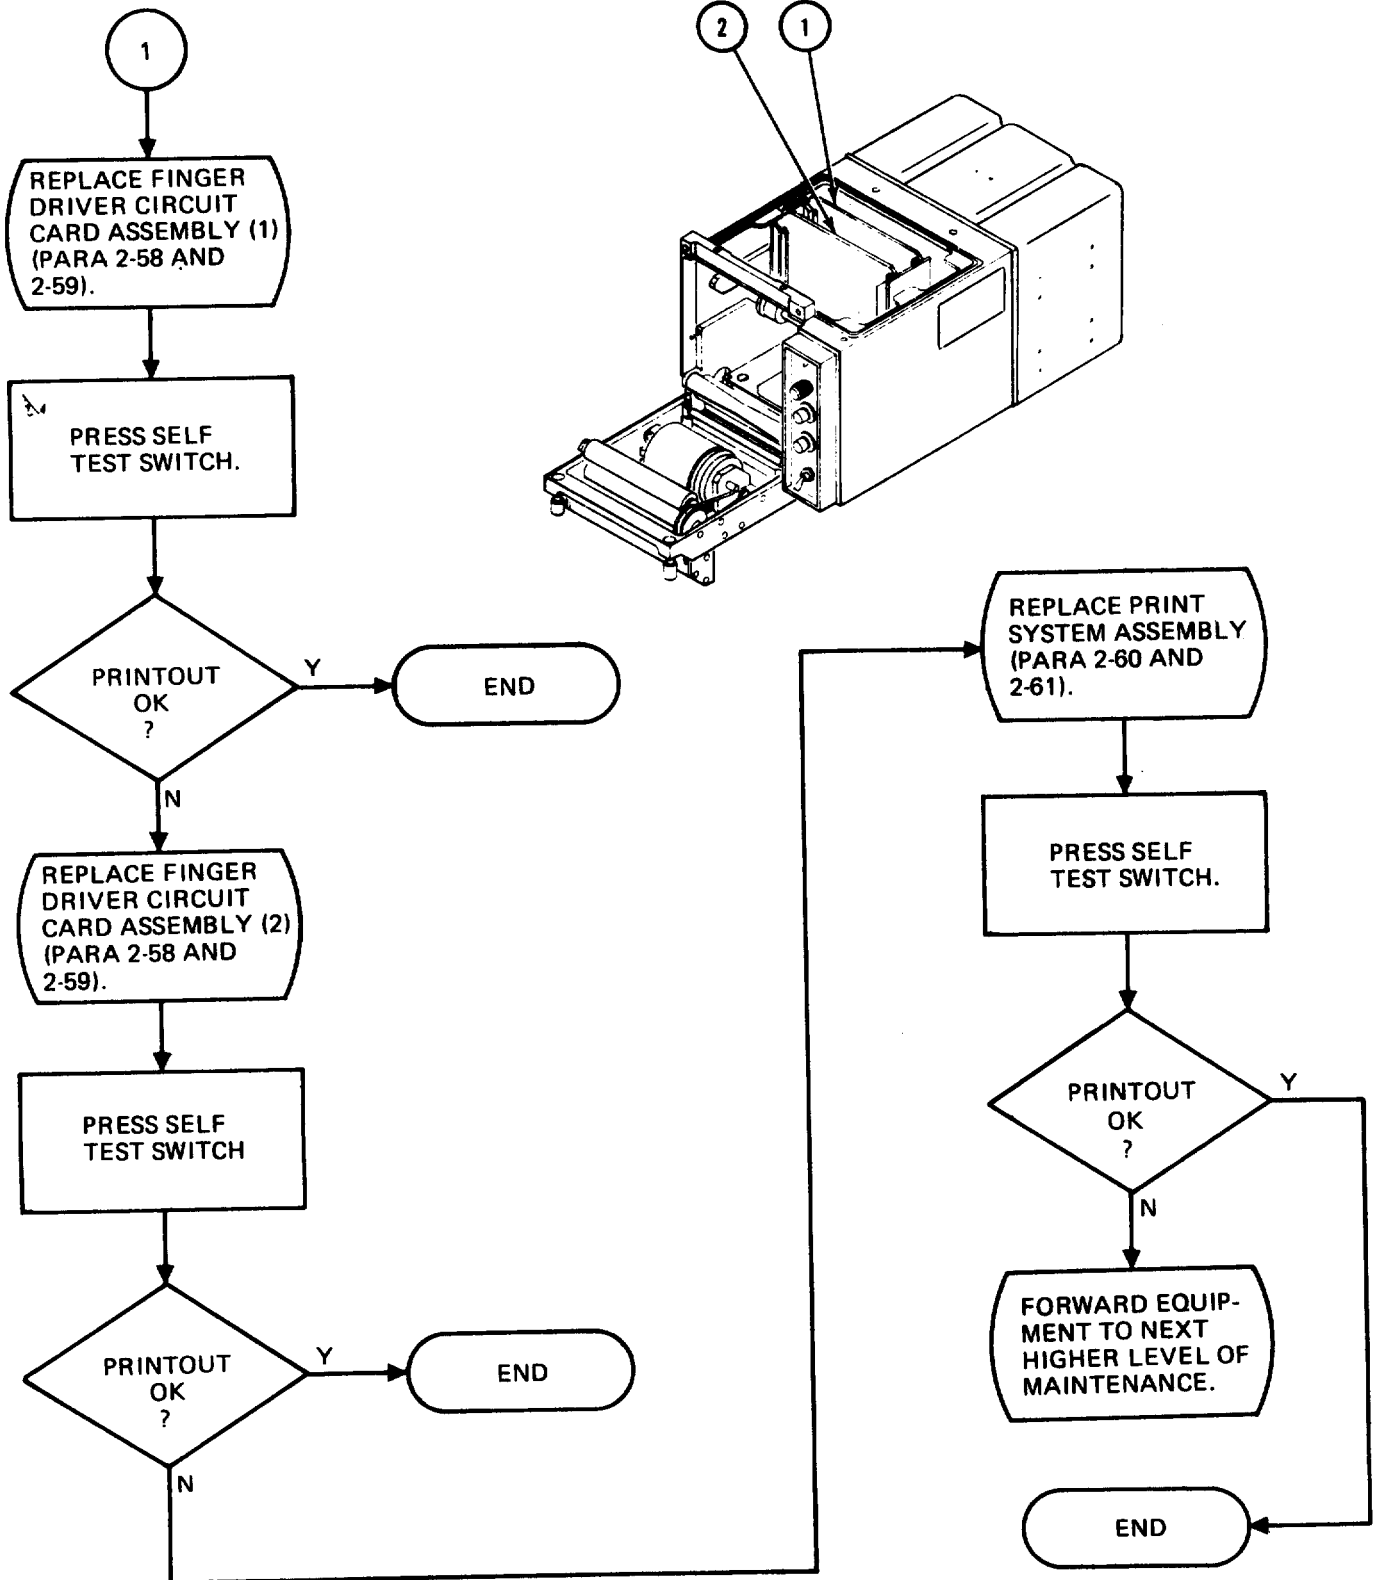 1
REPLACE FINGER
DRIVER CIRCUIT
CARD ASSEMBLY (1)
(PARA 2-58 AND
2-59).
PRESS SELF
TEST SWITCH.
PRINTOUT
OK
?
Y
END
N
REPLACE FINGER
DRIVER CIRCUIT
CARD ASSEMBLY (2)
(PARA 2-58 AND
2-59).
PRESS SELF
TEST SWITCH
PRINTOUT
OK
?
Y
END
N
2
1
REPLACE PRINT
SYSTEM ASSEMBLY
(PARA 2-60 AND
2-61).
PRESS SELF
TEST SWITCH.
PRINTOUT
OK
?
Y
N
FORWARD EQUIP-
MENT TO NEXT
HIGHER LEVEL OF
MAINTENANCE.
END